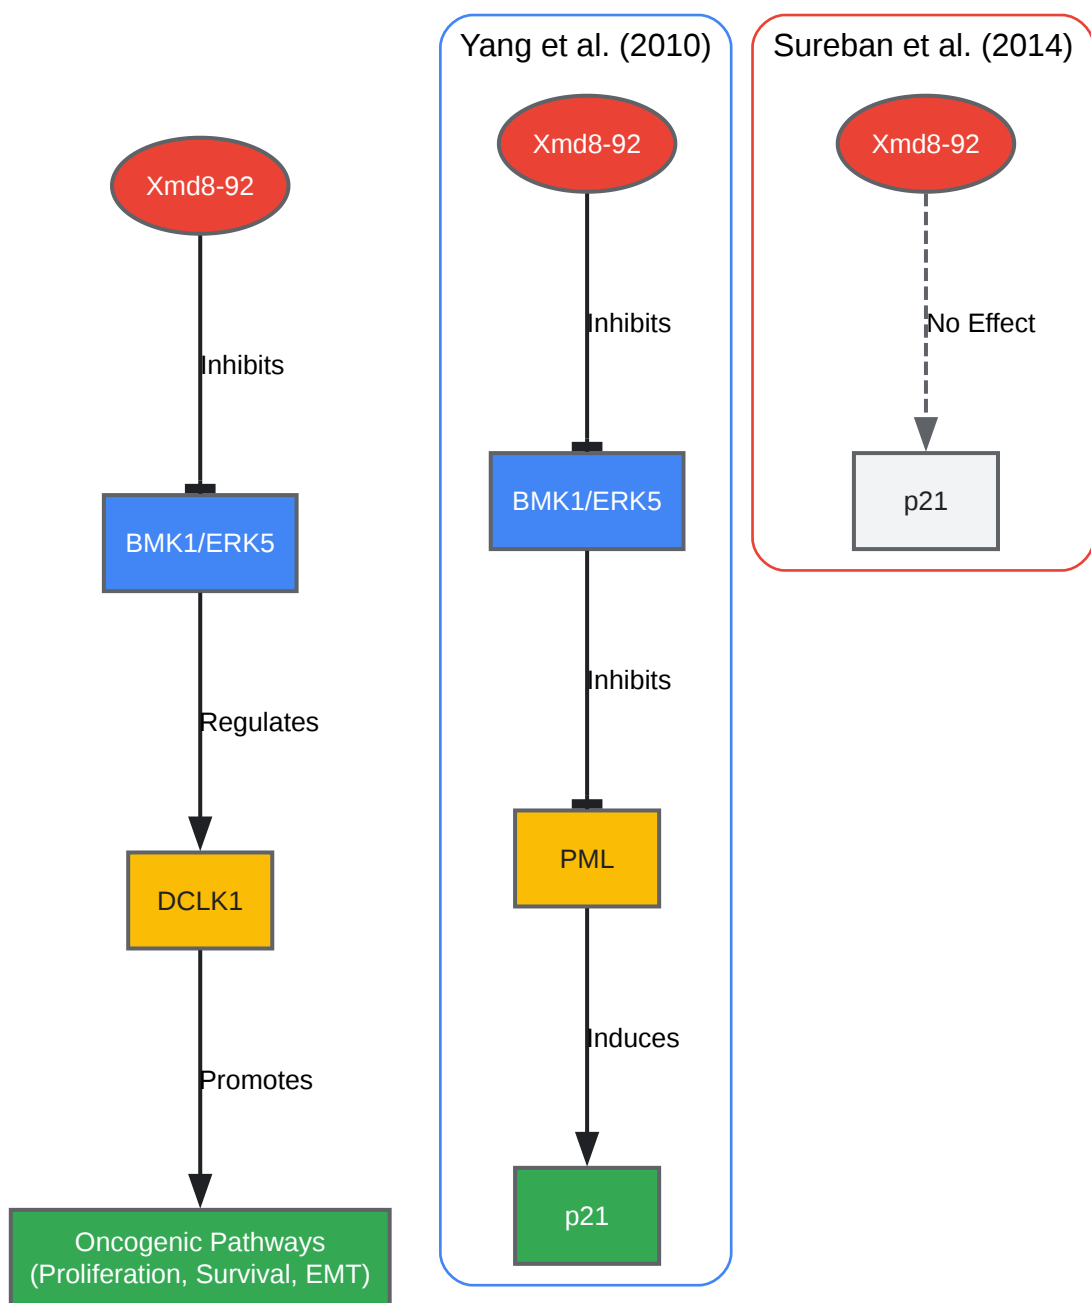 Xmd8-92
Inhibits
BMK1/ERK5
Regulates
DCLK1
Promotes
Oncogenic Pathways
(Proliferation, Survival, EMT)
Yang et al. (2010)
Xmd8-92
Inhibits
BMK1/ERK5
Inhibits
PML
Induces
p21
Sureban et al. (2014)
Xmd8-92
No Effect
p21